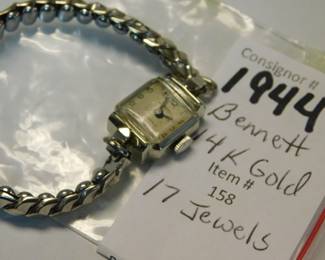 Consignor #
1944
Bennett
14K Gold
Item #
158
17 Jewels